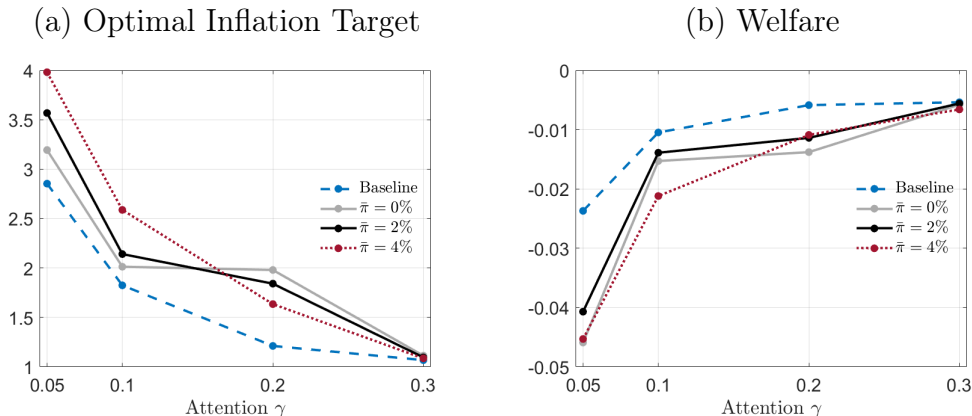 (a) Optimal Inflation Target
4
3.5
3
2.5
2
1.5
1
0.05
0.1
0.2
0.3
Attention γ
Baseline
π̄ = 0%
π̄ = 2%
π̄ = 4%
(b) Welfare
0
-0.01
-0.02
-0.03
-0.04
-0.05
0.05
0.1
0.2
0.3
Attention γ
Baseline
π̄ = 0%
π̄ = 2%
π̄ = 4%